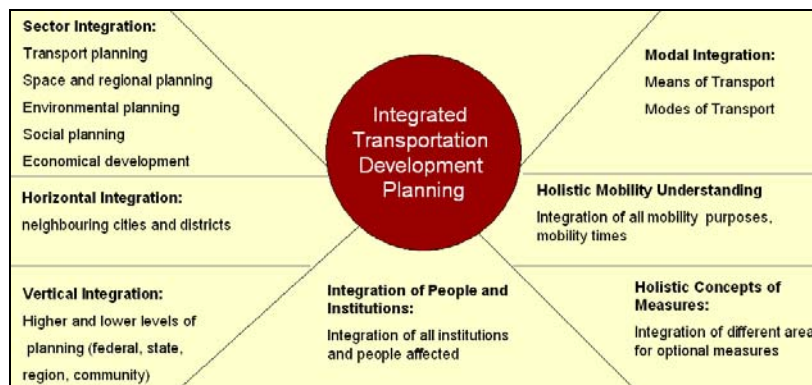 Sector Integration:
Transport planning
Space and regional planning
Environmental planning
Social planning
Economical development
Horizontal Integration:
neighbouring cities and districts
Vertical Integration:
Higher and lower levels of
planning (federal, state,
region, community)
Integrated
Transportation
Development
Planning
Integration of People and
Institutions:
Integration of all institutions
and people affected
Modal Integration:
Means of Transport
Modes of Transport
Holistic Mobility Understanding
Integration of all mobility purposes,
mobility times
Holistic Concepts of
Measures:
Integration of different area
for optional measures